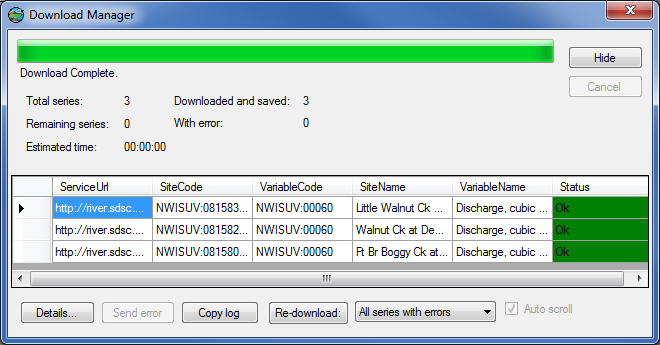 Download Manager
Download Complete.
Hide
Cancel
Total series: 3 Downloaded and saved: 3
Remaining series: 0 With error: 0
Estimated time: 00:00:00
ServiceUrl SiteCode VariableCode SiteName VariableName Status
http://river.sdsc.... NWISUV:081583... NWISUV:00060 Little Walnut Ck ... Discharge, cubic ... Ok
http://river.sdsc.... NWISUV:081582... NWISUV:00060 Walnut Ck at De... Discharge, cubic ... Ok
http://river.sdsc.... NWISUV:081580... NWISUV:00060 Ft Br Boggy Ck at... Discharge, cubic ... Ok
Details... Send error Copy log Re-download: All series with errors Auto scroll